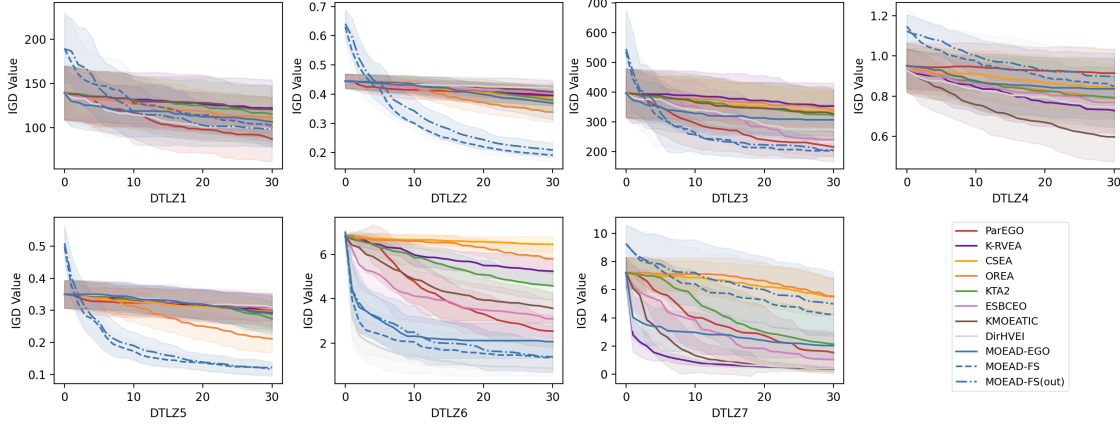 IGD Value
200
150
100
0
10
20
30
DTLZ1
IGD Value
0.7
0.6
0.5
0.4
0.3
0.2
0
10
20
30
DTLZ2
IGD Value
700
600
500
400
300
200
0
10
20
30
DTLZ3
IGD Value
1.2
1.0
0.8
0.6
0
10
20
30
DTLZ4
IGD Value
0.5
0.4
0.3
0.2
0.1
0
10
20
30
DTLZ5
IGD Value
6
4
2
0
10
20
30
DTLZ6
IGD Value
10
8
6
4
2
0
0
10
20
30
DTLZ7
ParEGO
K-RVEA
CSEA
OREA
KTA2
ESBCEO
KMOEATIC
DirHVEI
MOEAD-EGO
MOEAD-FS
MOEAD-FS(out)